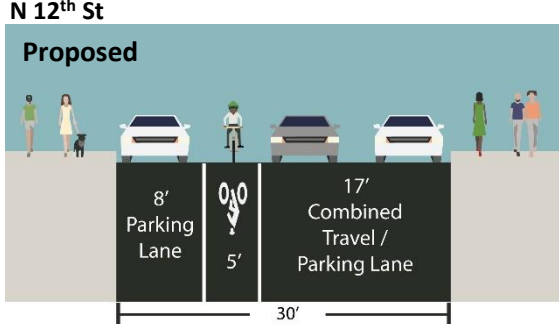 N 12th St
Proposed
8’
Parking
Lane
5’
17’
Combined
Travel /
Parking Lane
30’